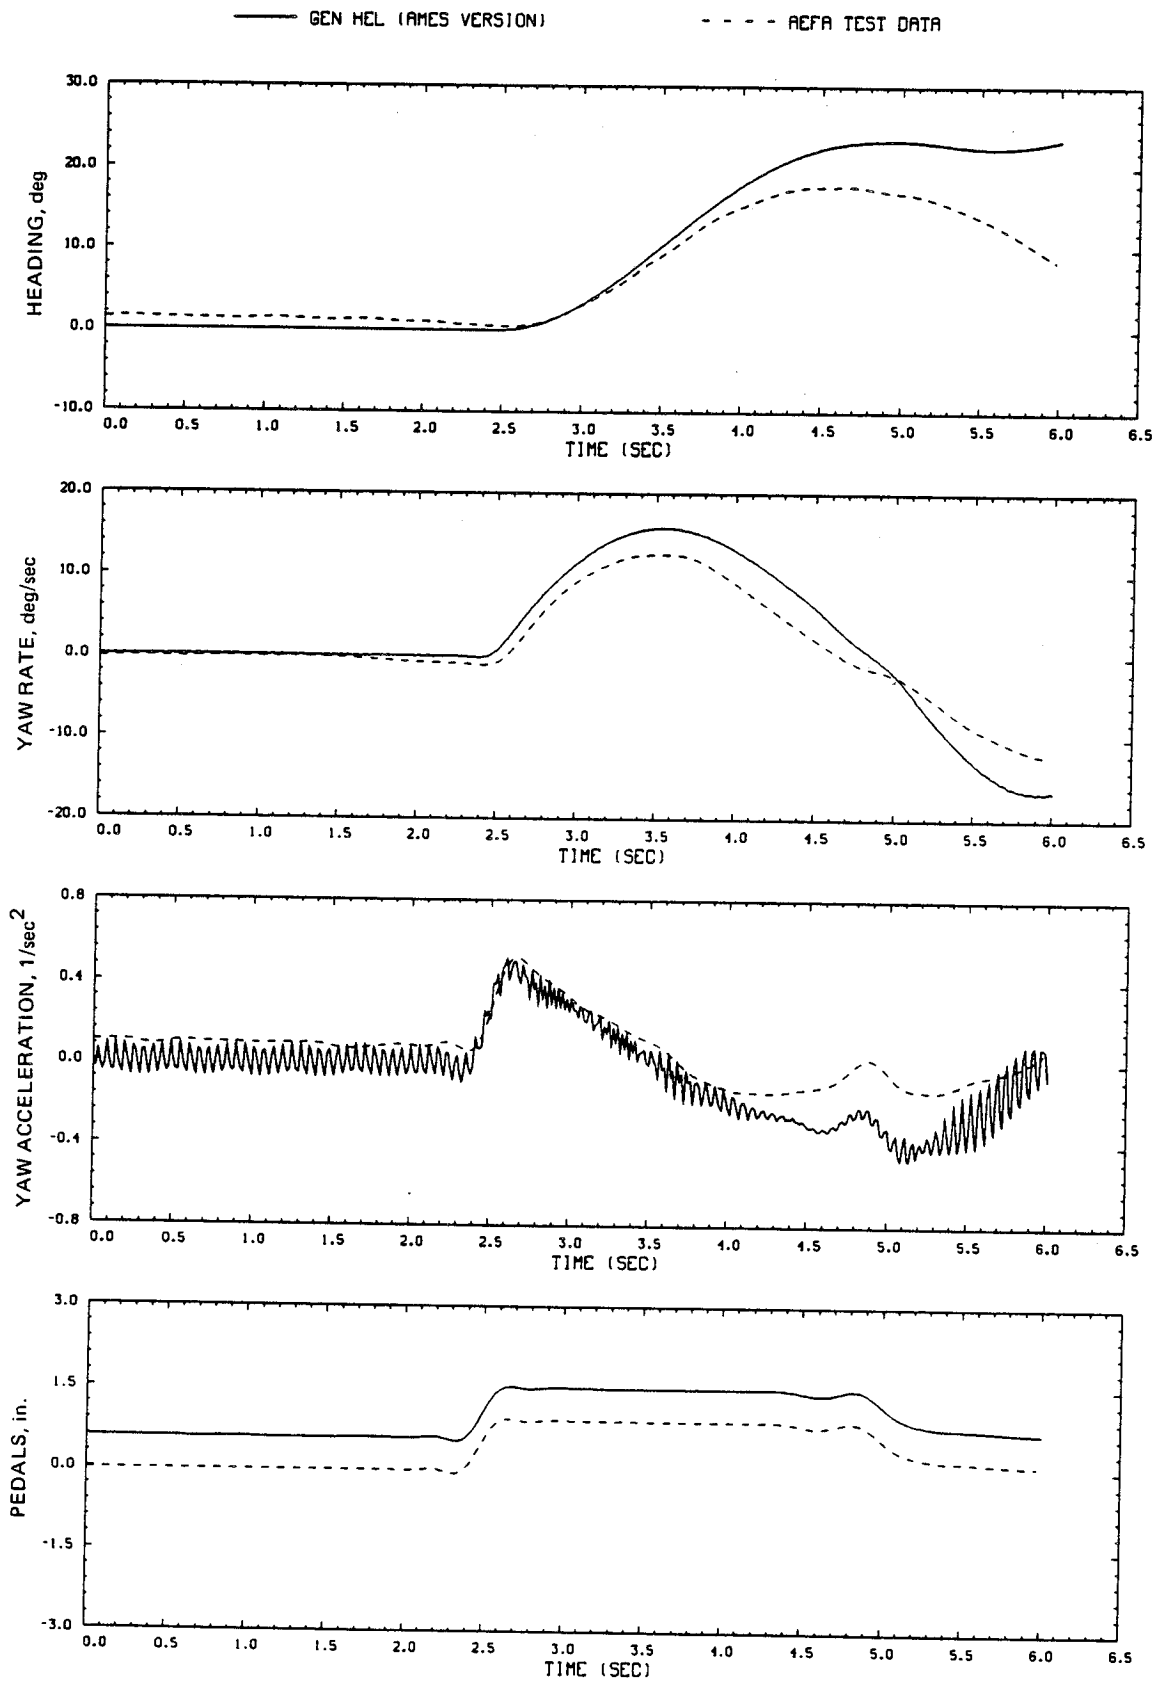 GEN HEL (AMES VERSION) AEFA TEST DATA
30.0
20.0
10.0
0.0
-10.0
HEADING, deg
0.0 0.5 1.0 1.5 2.0 2.5 3.0 3.5 4.0 4.5 5.0 5.5 6.0 6.5
TIME (SEC)
20.0
10.0
0.0
-10.0
-20.0
YAW RATE, deg/sec
0.0 0.5 1.0 1.5 2.0 2.5 3.0 3.5 4.0 4.5 5.0 5.5 6.0 6.5
TIME (SEC)
0.8
0.4
0.0
-0.4
-0.8
YAW ACCELERATION, 1/sec²
0.0 0.5 1.0 1.5 2.0 2.5 3.0 3.5 4.0 4.5 5.0 5.5 6.0 6.5
TIME (SEC)
3.0
1.5
0.0
-1.5
-3.0
PEDALS, in.
0.0 0.5 1.0 1.5 2.0 2.5 3.0 3.5 4.0 4.5 5.0 5.5 6.0 6.5
TIME (SEC)